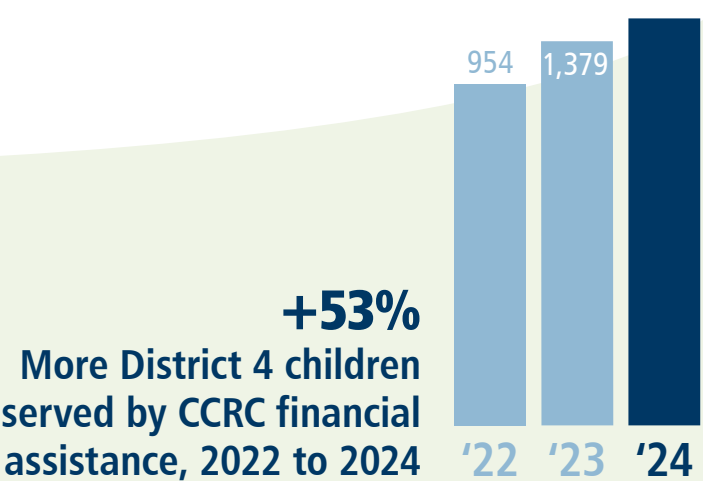 954
1,379
+53%
More District 4 children
served by CCRC financial
assistance, 2022 to 2024
‘22 ‘23 ‘24